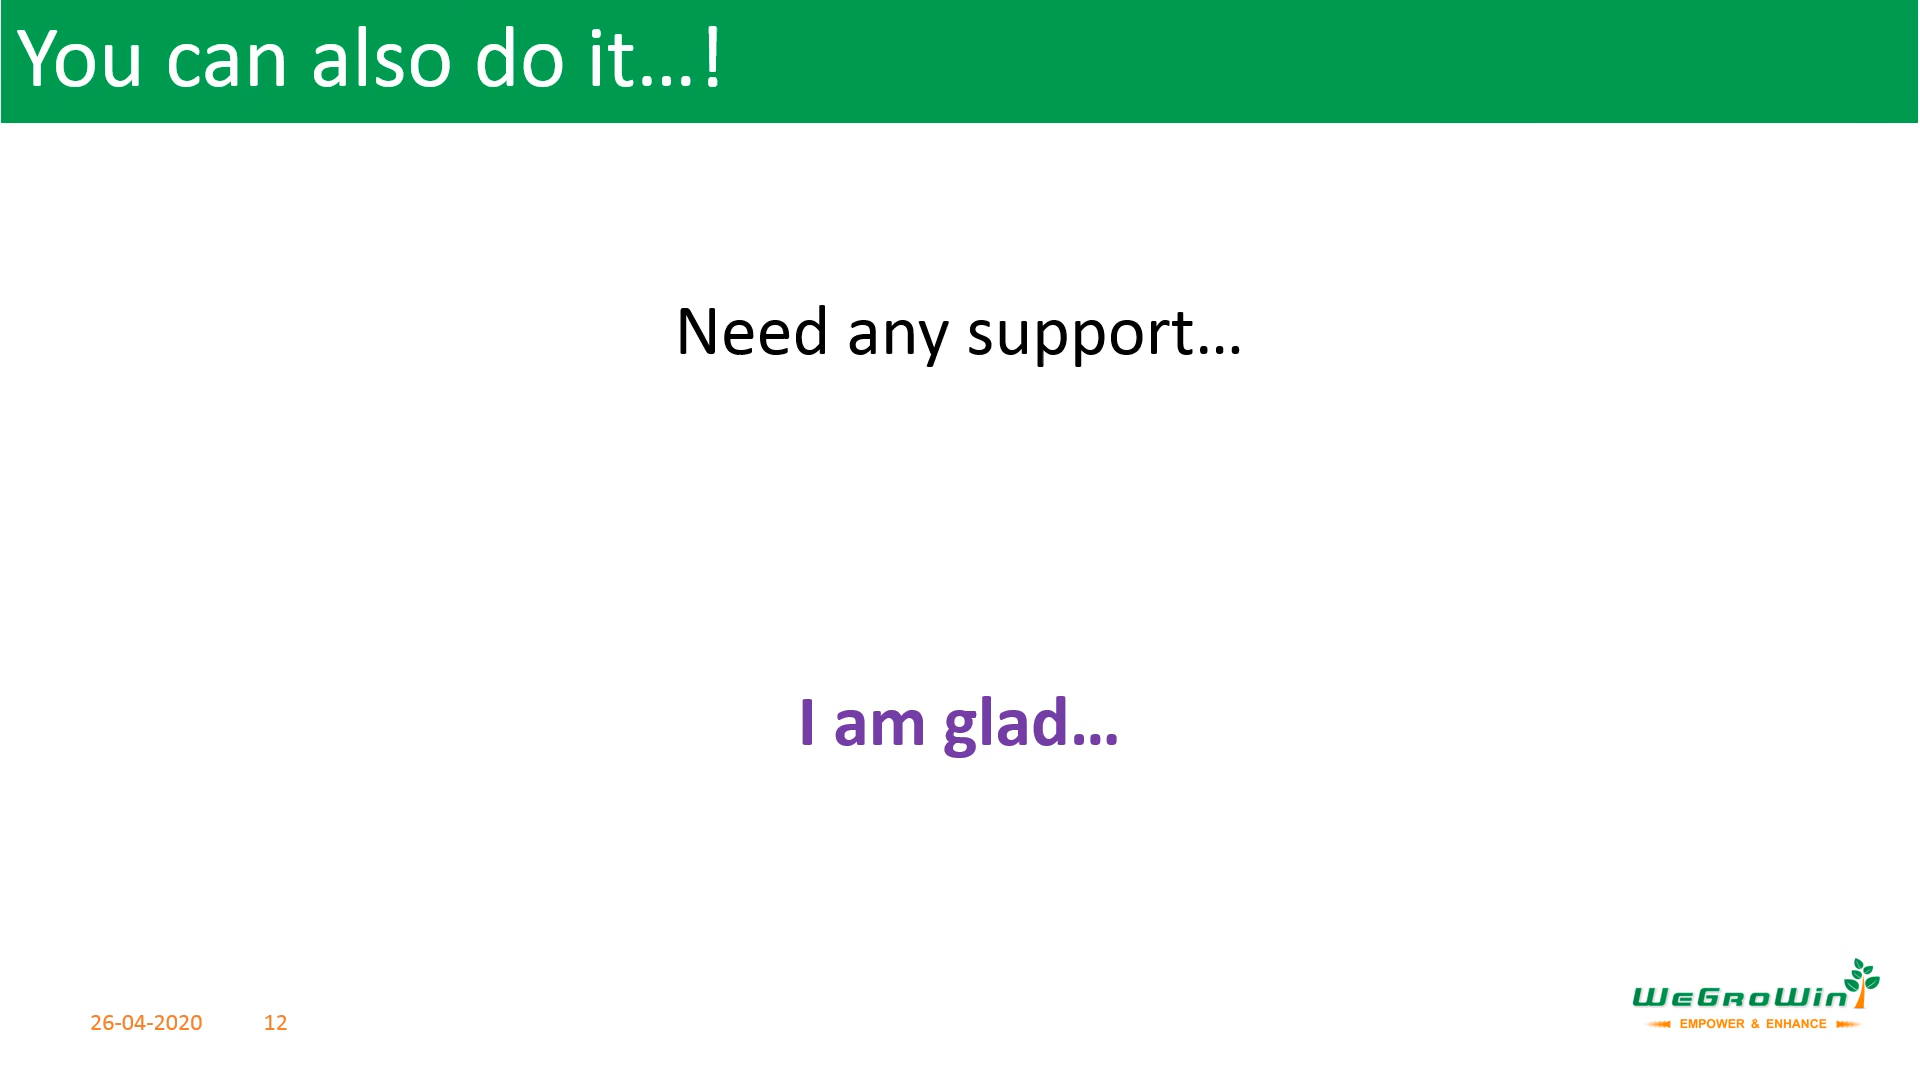 You can also do it...!
Need any support...
I am glad...
26-04-2020 12
WeGroWin
EMPOWER & ENHANCE